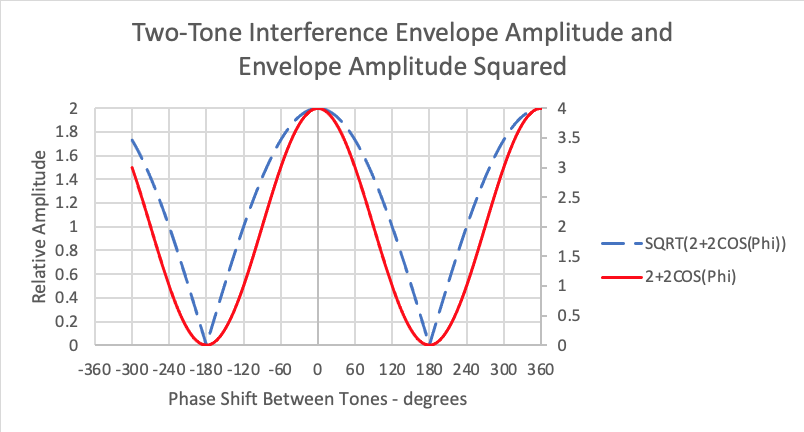 Two-Tone Interference Envelope Amplitude and
Envelope Amplitude Squared
Relative Amplitude
2
1.8
1.6
1.4
1.2
1
0.8
0.6
0.4
0.2
0
4
3.5
3
2.5
2
1.5
1
0.5
0
-360 -300 -240 -180 -120 -60 0 60 120 180 240 300 360
Phase Shift Between Tones - degrees
SQRT(2+2COS(Phi))
2+2COS(Phi)